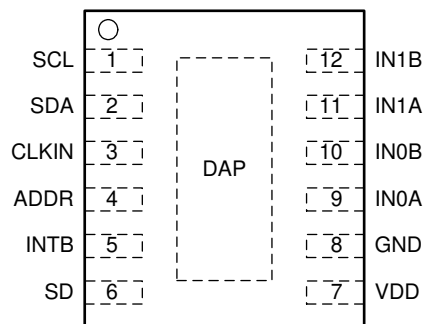 SCL 1 12 IN1B
SDA 2 11 IN1A
CLKIN 3 10 IN0B
ADDR 4 DAP 9 IN0A
INTB 5 8 GND
SD 6 7 VDD